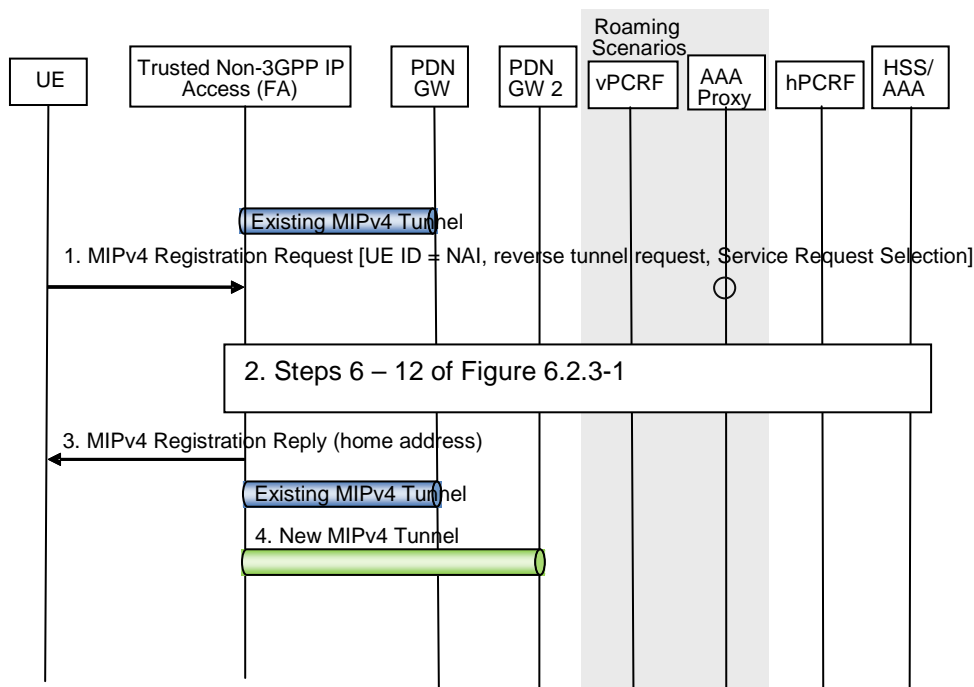 Roaming
Scenarios
UE
Trusted Non-3GPP IP
Access (FA)
PDN
GW
PDN
GW 2
vPCRF
AAA
Proxy
hPCRF
HSS/
AAA
Existing MIPv4 Tunnel
1. MIPv4 Registration Request [UE ID = NAI, reverse tunnel request, Service Request Selection]
2. Steps 6 – 12 of Figure 6.2.3-1
3. MIPv4 Registration Reply (home address)
Existing MIPv4 Tunnel
4. New MIPv4 Tunnel